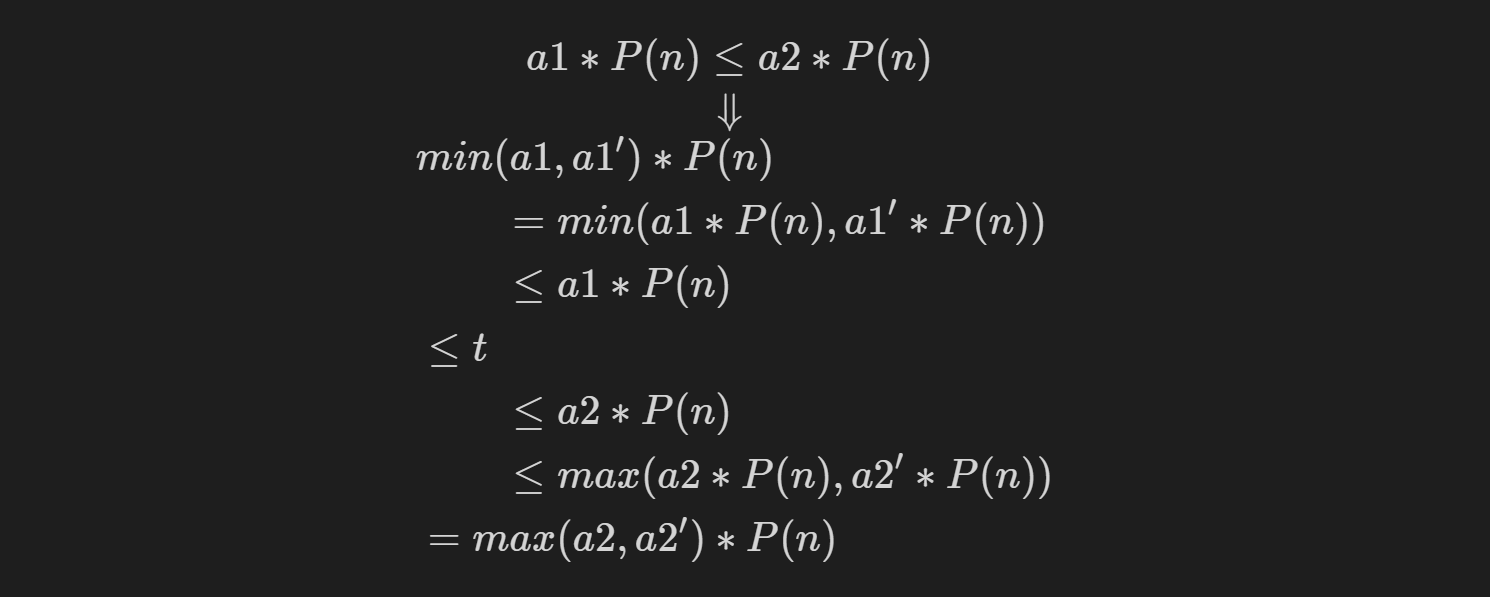 a1 ∗ P(n) ≤ a2 ∗ P(n)
⇓
min(a1, a1′) ∗ P(n)
= min(a1 ∗ P(n), a1′ ∗ P(n))
≤ a1 ∗ P(n)
≤ t
≤ a2 ∗ P(n)
≤ max(a2 ∗ P(n), a2′ ∗ P(n))
= max(a2, a2′) ∗ P(n)